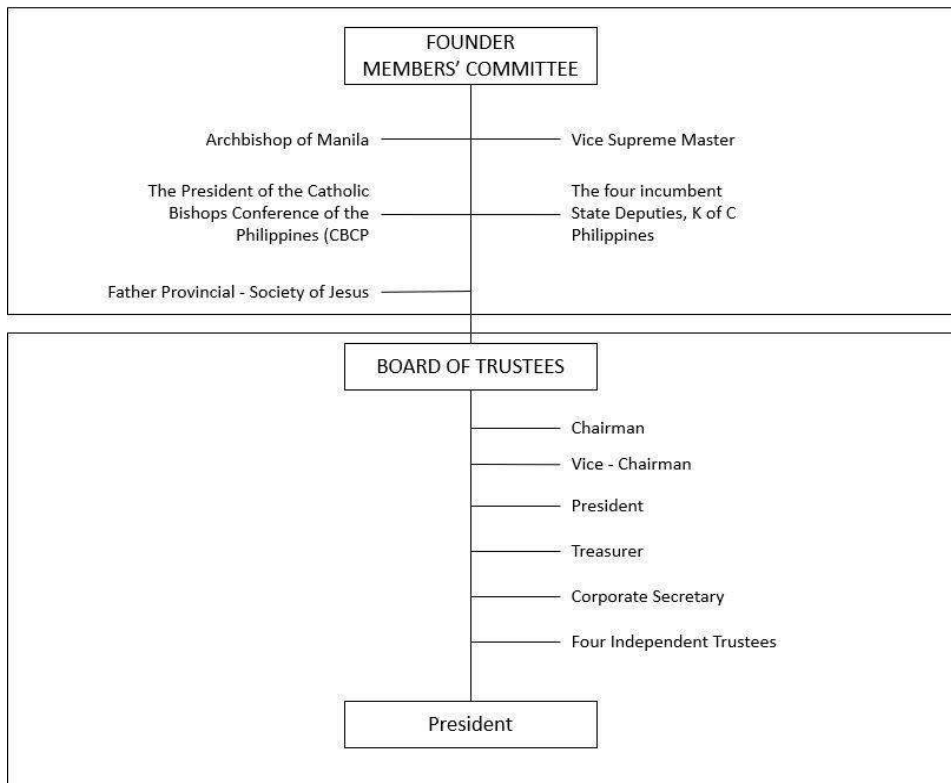 FOUNDER
MEMBERS’ COMMITTEE
Archbishop of Manila
Vice Supreme Master
The President of the Catholic
Bishops Conference of the
Philippines (CBCP
The four incumbent
State Deputies, K of C
Philippines
Father Provincial - Society of Jesus
BOARD OF TRUSTEES
Chairman
Vice - Chairman
President
Treasurer
Corporate Secretary
Four Independent Trustees
President